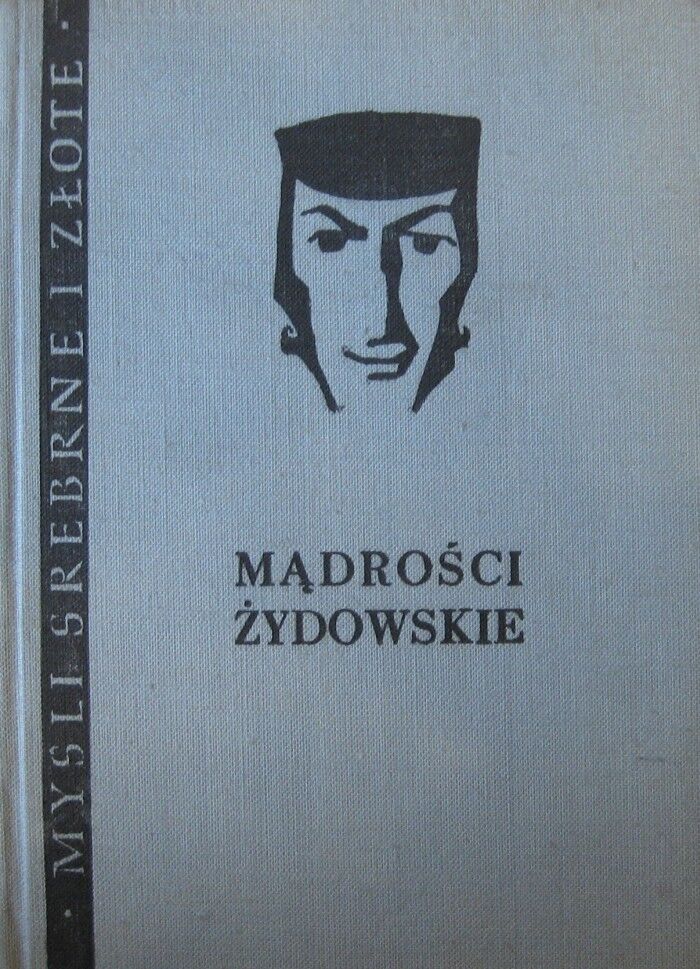 · MYŚLI SREBRNE I ZŁOTE ·
MĄDROŚCI
ŻYDOWSKIE